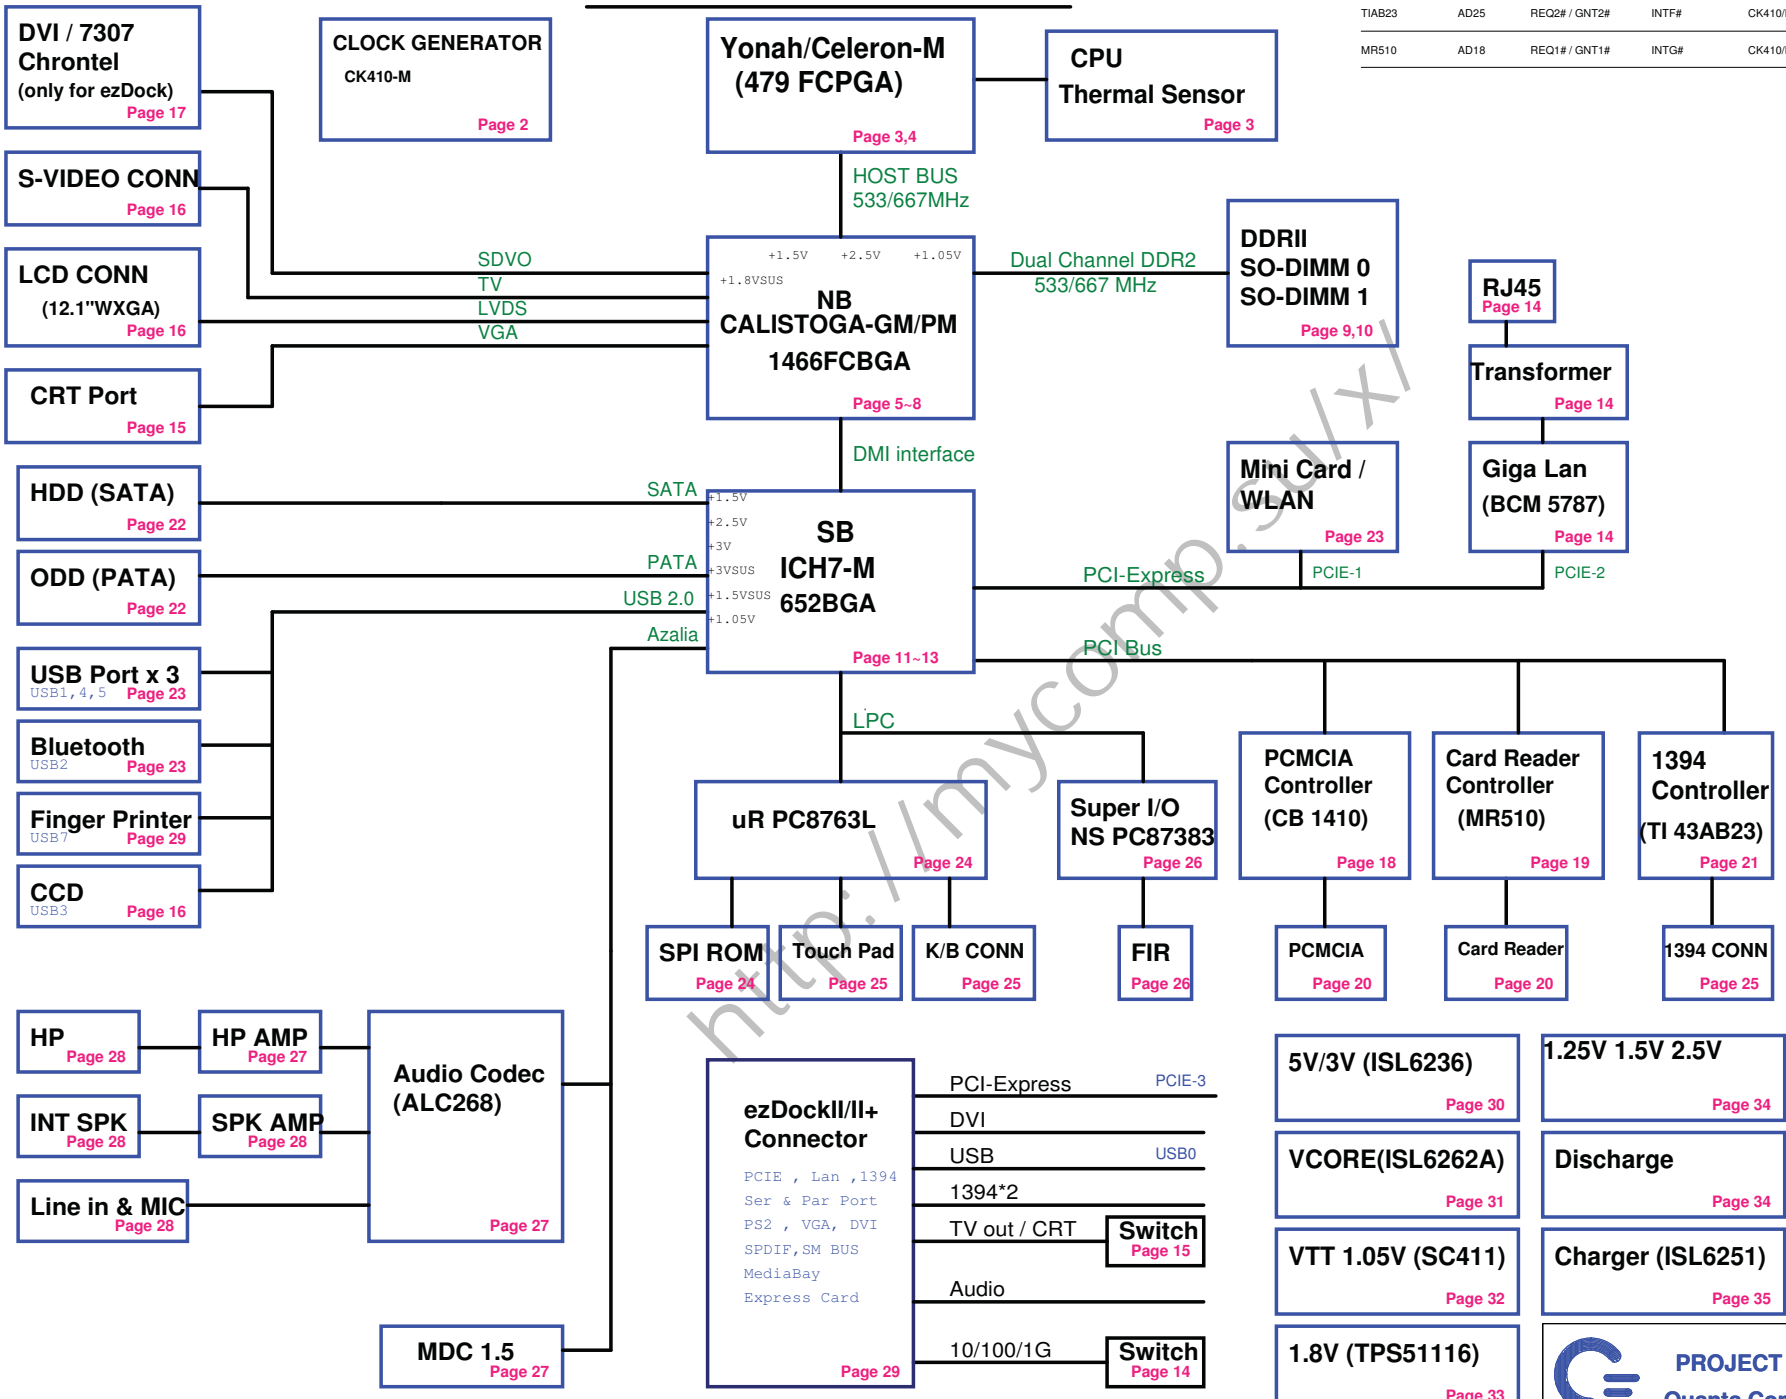 TIAB23 AD25 REQ2# / GNT2# INTF#
MR510 AD18 REQ1# / GNT1# INTG#
DVI / 7307
Chrontel
(only for ezDock)
Page 17
CLOCK GENERATOR
CK410-M
Page 2
Yonah/Celeron-M
(479 FCPGA)
Page 3,4
CPU
Thermal Sensor
Page 3
S-VIDEO CONN
Page 16
HOST BUS
533/667MHz
LCD CONN
(12.1"WXGA)
Page 16
CRT Port
Page 15
SDVO
TV
LVDS
VGA
+1.5V +2.5V +1.05V
+1.8VSUS
NB
CALISTOGA-GM/PM
1466FCBGA
Page 5~8
Dual Channel DDR2
533/667 MHz
DDRII
SO-DIMM 0
SO-DIMM 1
Page 9,10
RJ45
Page 14
Transformer
Page 14
Giga Lan
(BCM 5787)
Page 14
Mini Card /
WLAN
Page 23
DMI interface
HDD (SATA)
Page 22
ODD (PATA)
Page 22
SATA
PATA
USB 2.0
Azalia
+1.5V
+2.5V
+3V
+3VSUS
+1.5VSUS
+1.05V
SB
ICH7-M
652BGA
Page 11~13
PCI-Express
PCIE-1
PCIE-2
PCI Bus
USB Port x 3
USB1,4,5 Page 23
Bluetooth
USB2 Page 23
Finger Printer
USB7 Page 29
CCD
USB3 Page 16
LPC
uR PC8763L
Page 24
Super I/O
NS PC87383
Page 26
PCMCIA
Controller
(CB 1410)
Page 18
Card Reader
Controller
(MR510)
Page 19
1394
Controller
(TI 43AB23)
Page 21
SPI ROM
Page 24
Touch Pad
Page 25
K/B CONN
Page 25
FIR
Page 26
PCMCIA
Page 20
Card Reader
Page 20
1394 CONN
Page 25
http://mycomp.su/x/
HP
Page 28
HP AMP
Page 27
INT SPK
Page 28
SPK AMP
Page 28
Line in & MIC
Page 28
Audio Codec
(ALC268)
Page 27
MDC 1.5
Page 27
ezDockII/II+
Connector
PCIE , Lan ,1394
Ser & Par Port
PS2 , VGA, DVI
SPDIF,SM BUS
MediaBay
Express Card
Page 29
PCI-Express PCIE-3
DVI
USB USB0
1394*2
TV out / CRT
Switch
Page 15
Audio
10/100/1G
Switch
Page 14
5V/3V (ISL6236)
Page 30
1.25V 1.5V 2.5V
Page 34
VCORE(ISL6262A)
Page 31
Discharge
Page 34
VTT 1.05V (SC411)
Page 32
Charger (ISL6251)
Page 35
1.8V (TPS51116)
Page 33
PROJECT